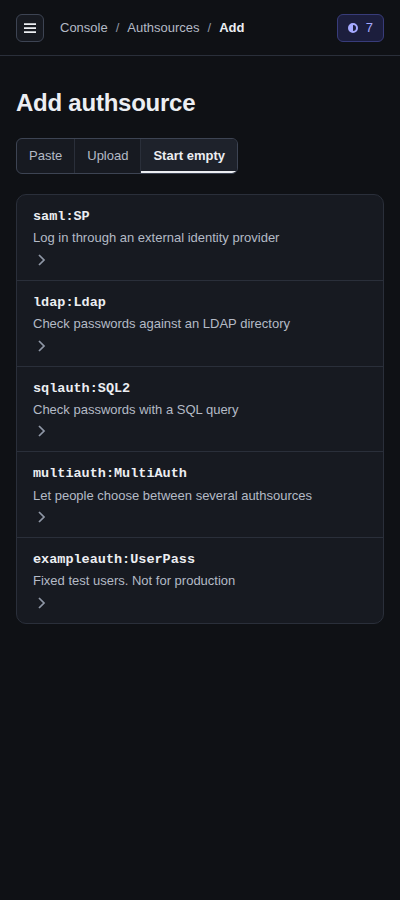 Console / Authsources / Add
7
Add authsource
Paste Upload Start empty
saml:SP
Log in through an external identity provider
ldap:Ldap
Check passwords against an LDAP directory
sqlauth:SQL2
Check passwords with a SQL query
multiauth:MultiAuth
Let people choose between several authsources
exampleauth:UserPass
Fixed test users. Not for production